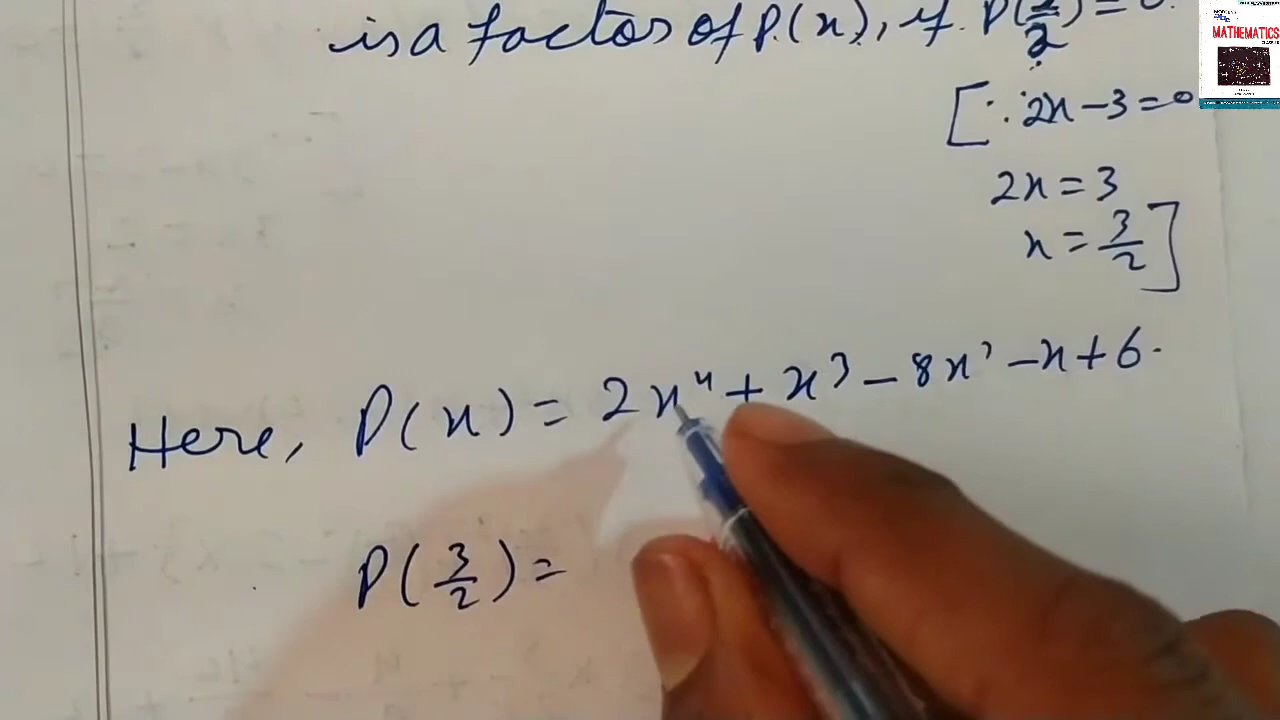 is a factor of P(x), if P(3/2) = 0.
[∵ 2x - 3 = 0
2x = 3
x = 3/2]
Here, P(x) = 2x⁴ + x³ - 8x² - x + 6.
P(3/2) =
MATHEMATICS